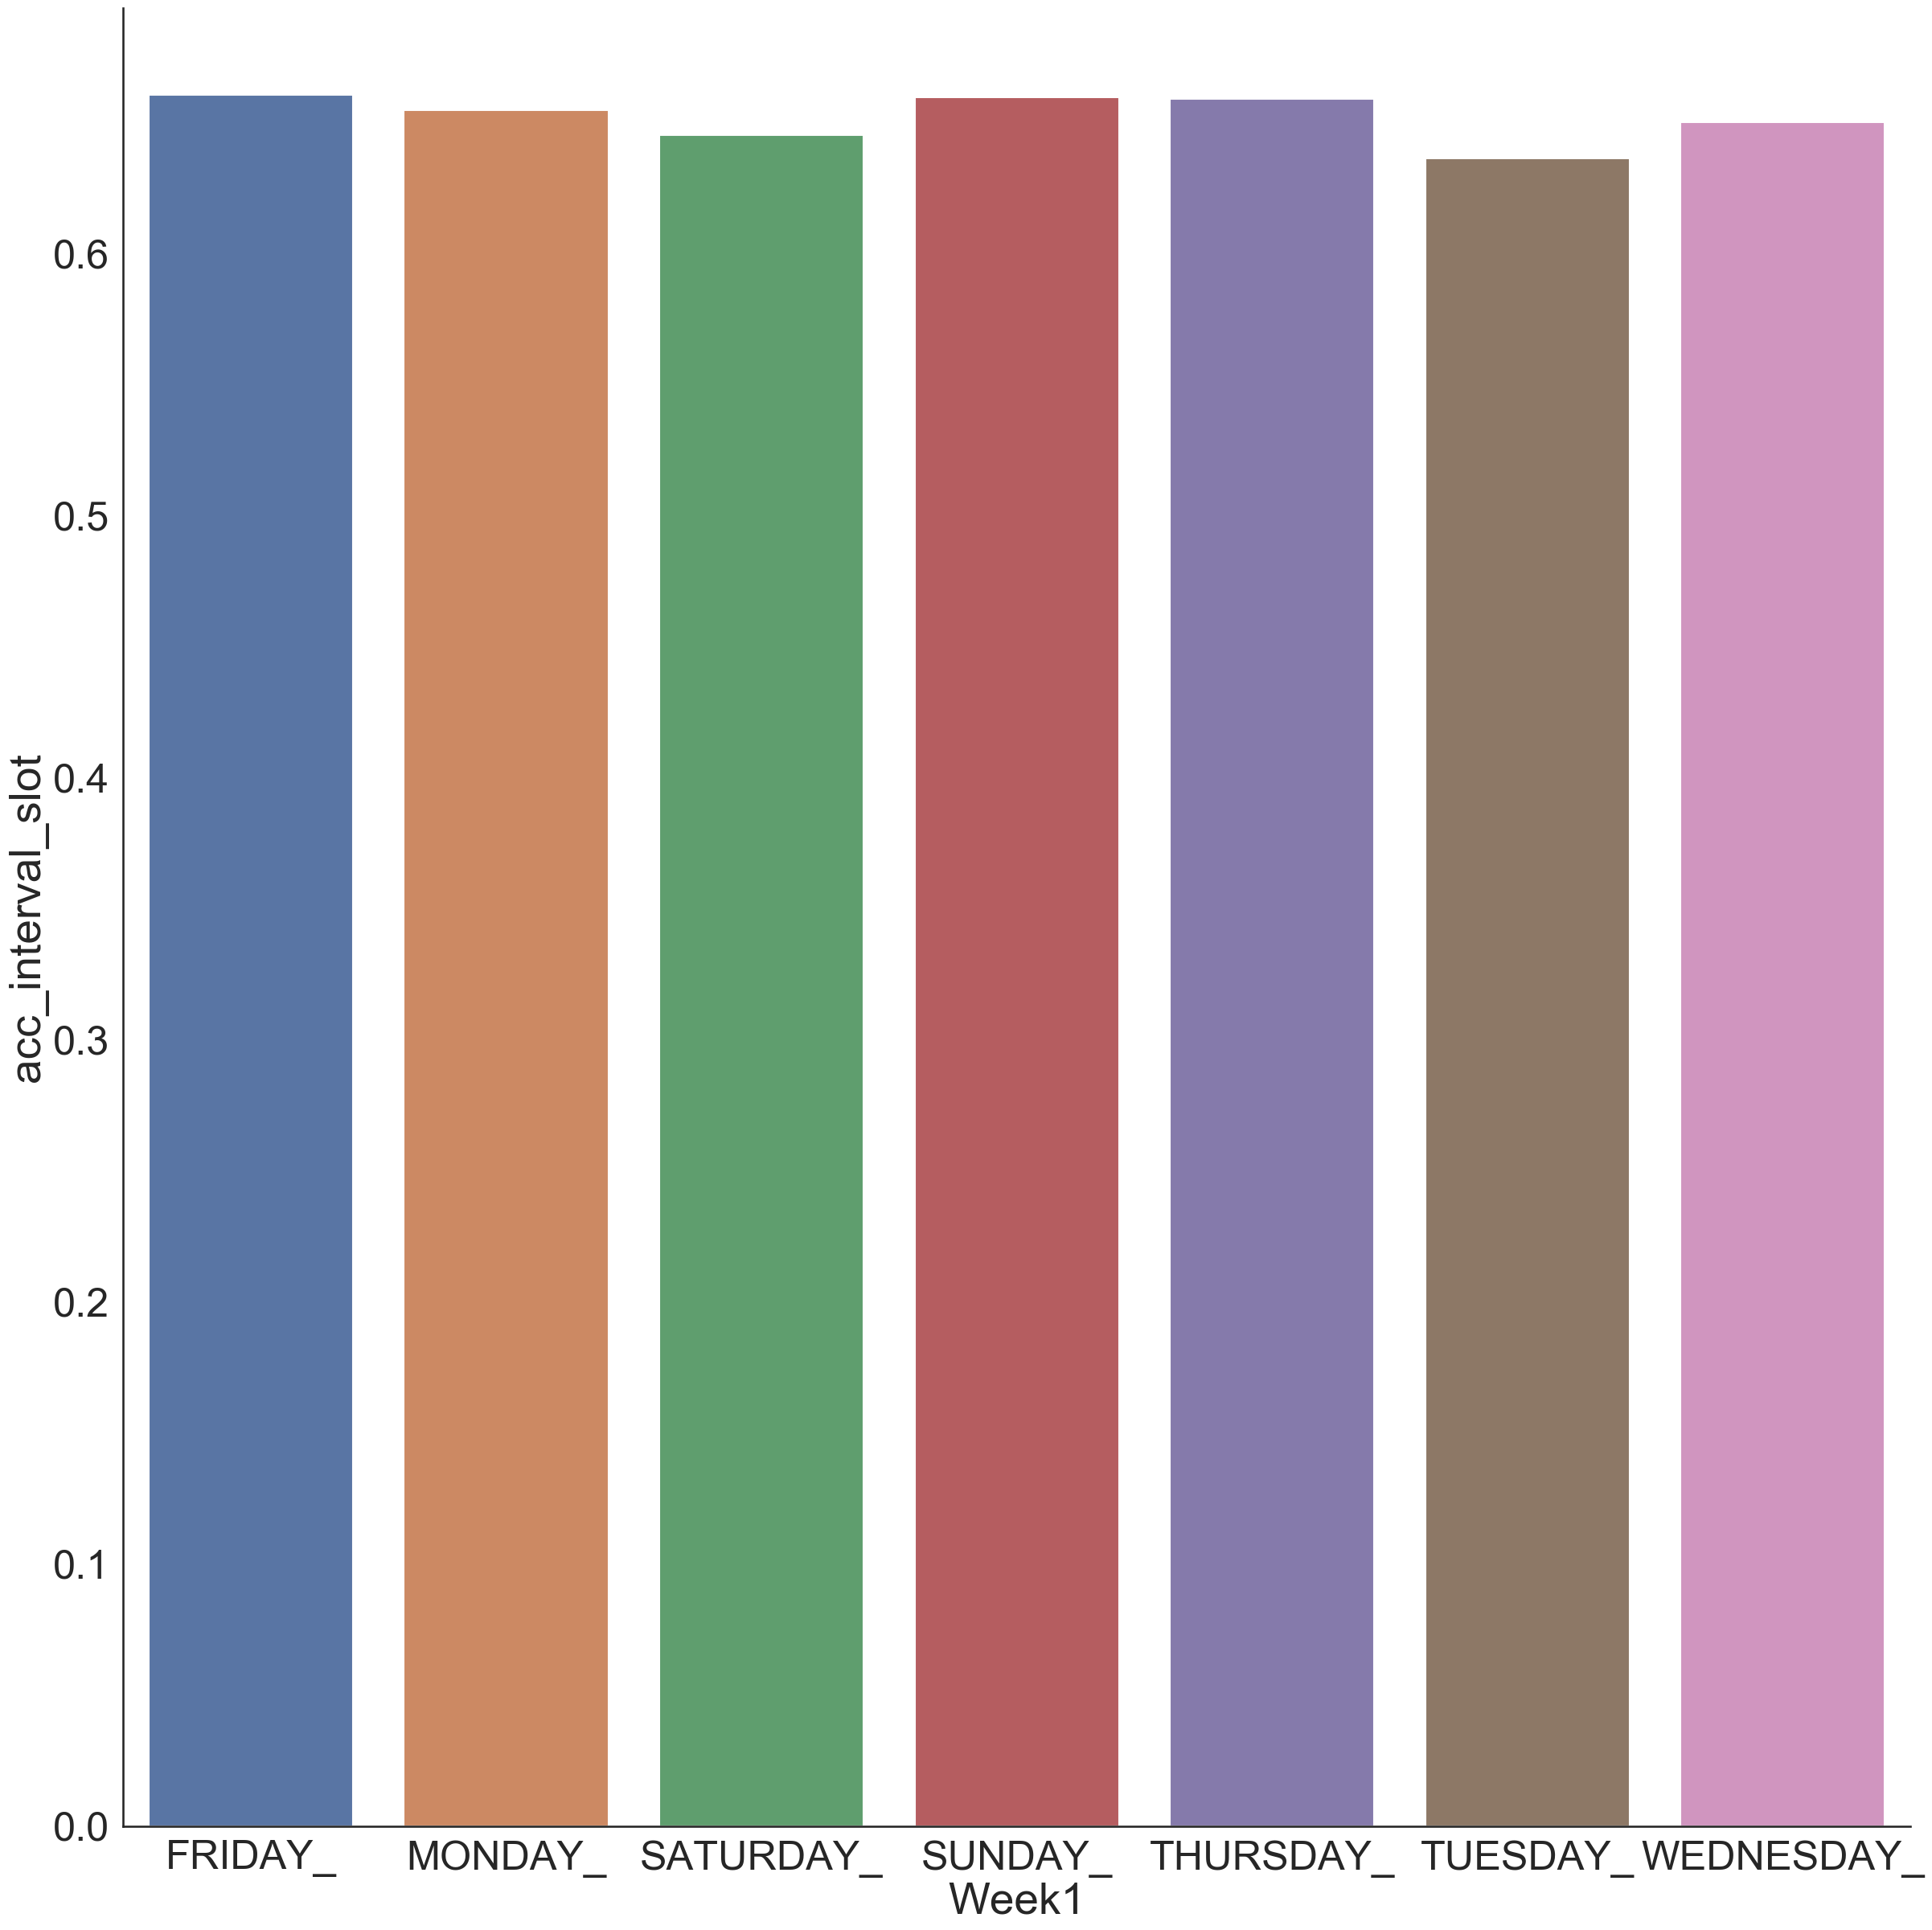 acc_interval_slot
0.6
0.5
0.4
0.3
0.2
0.1
0.0
FRIDAY_ MONDAY_ SATURDAY_ SUNDAY_ THURSDAY_ TUESDAY_ WEDNESDAY_
Week1